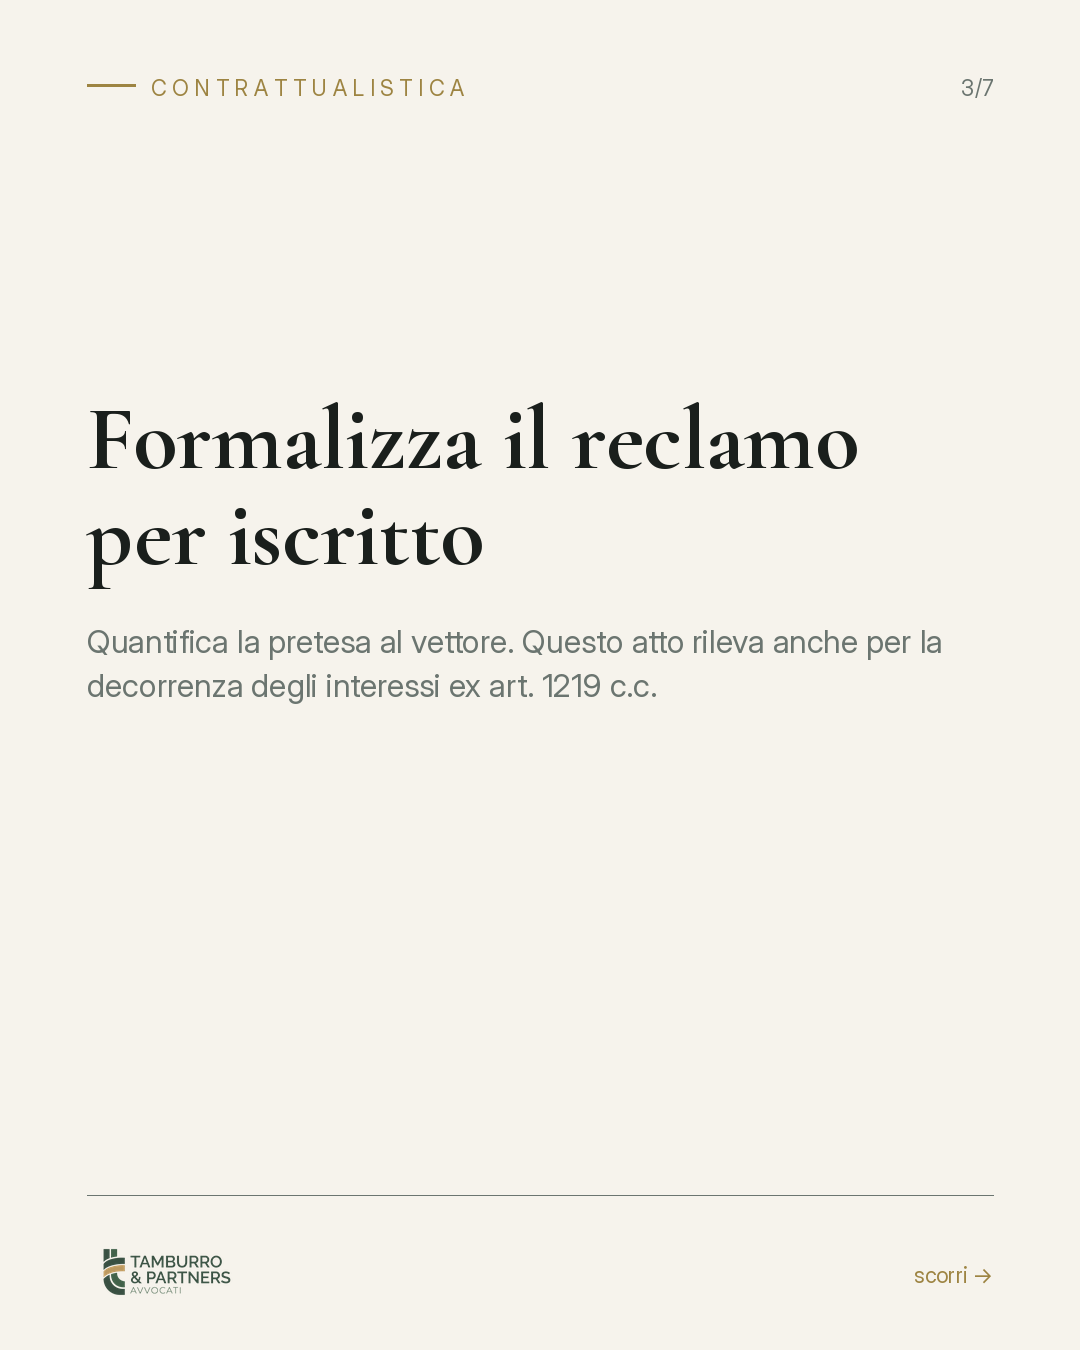 CONTRATTUALISTICA
3/7
Formalizza il reclamo
per iscritto
Quantifica la pretesa al vettore. Questo atto rileva anche per la
decorrenza degli interessi ex art. 1219 c.c.
TAMBURRO
& PARTNERS
AVVOCATI
scorri →